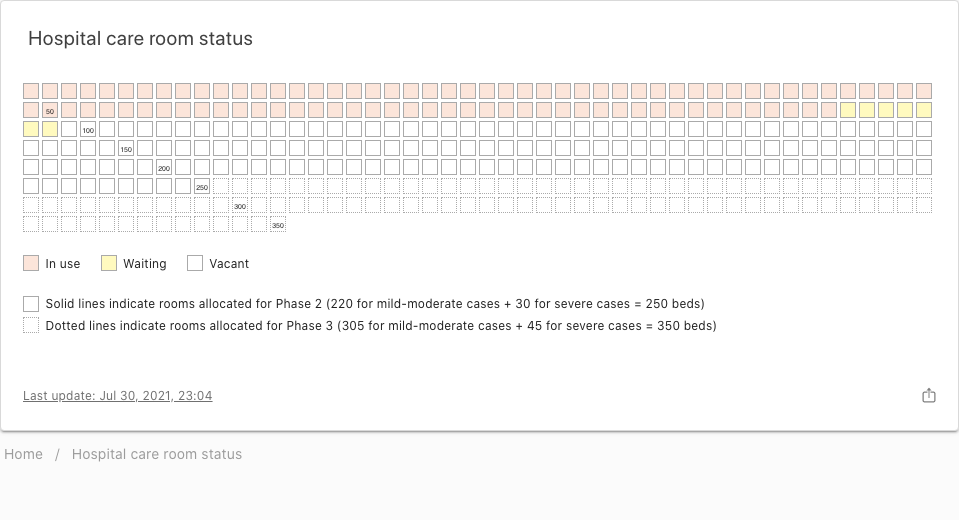 Hospital care room status
50
100
150
200
250
300
350
In use Waiting Vacant
Solid lines indicate rooms allocated for Phase 2 (220 for mild-moderate cases + 30 for severe cases = 250 beds)
Dotted lines indicate rooms allocated for Phase 3 (305 for mild-moderate cases + 45 for severe cases = 350 beds)
Last update: Jul 30, 2021, 23:04
Home / Hospital care room status